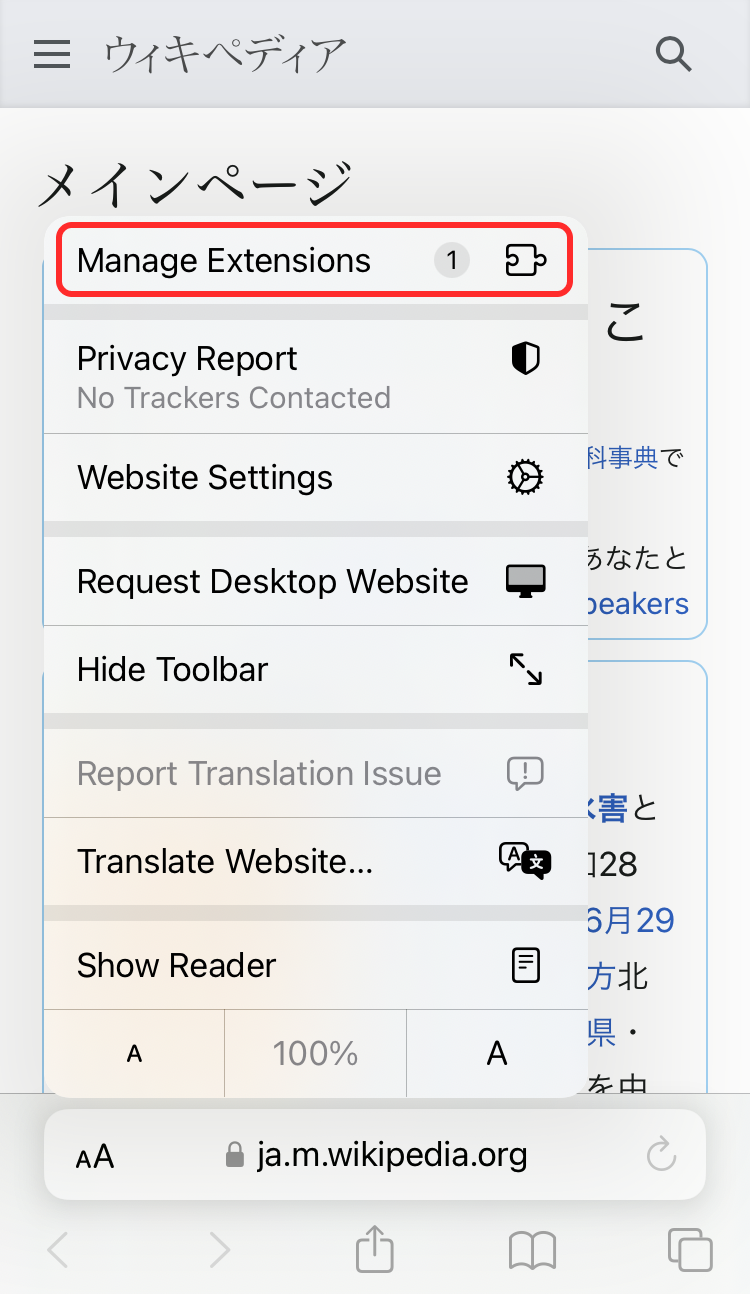 ウィキペディア
メインページ
Manage Extensions 1
こ
Privacy Report
No Trackers Contacted
科事典で
Website Settings
あなたと
Request Desktop Website
peakers
Hide Toolbar
Report Translation Issue
害と
Translate Website...
28
6月29
Show Reader
方北
県・
A 100% A
を中
AA ja.m.wikipedia.org